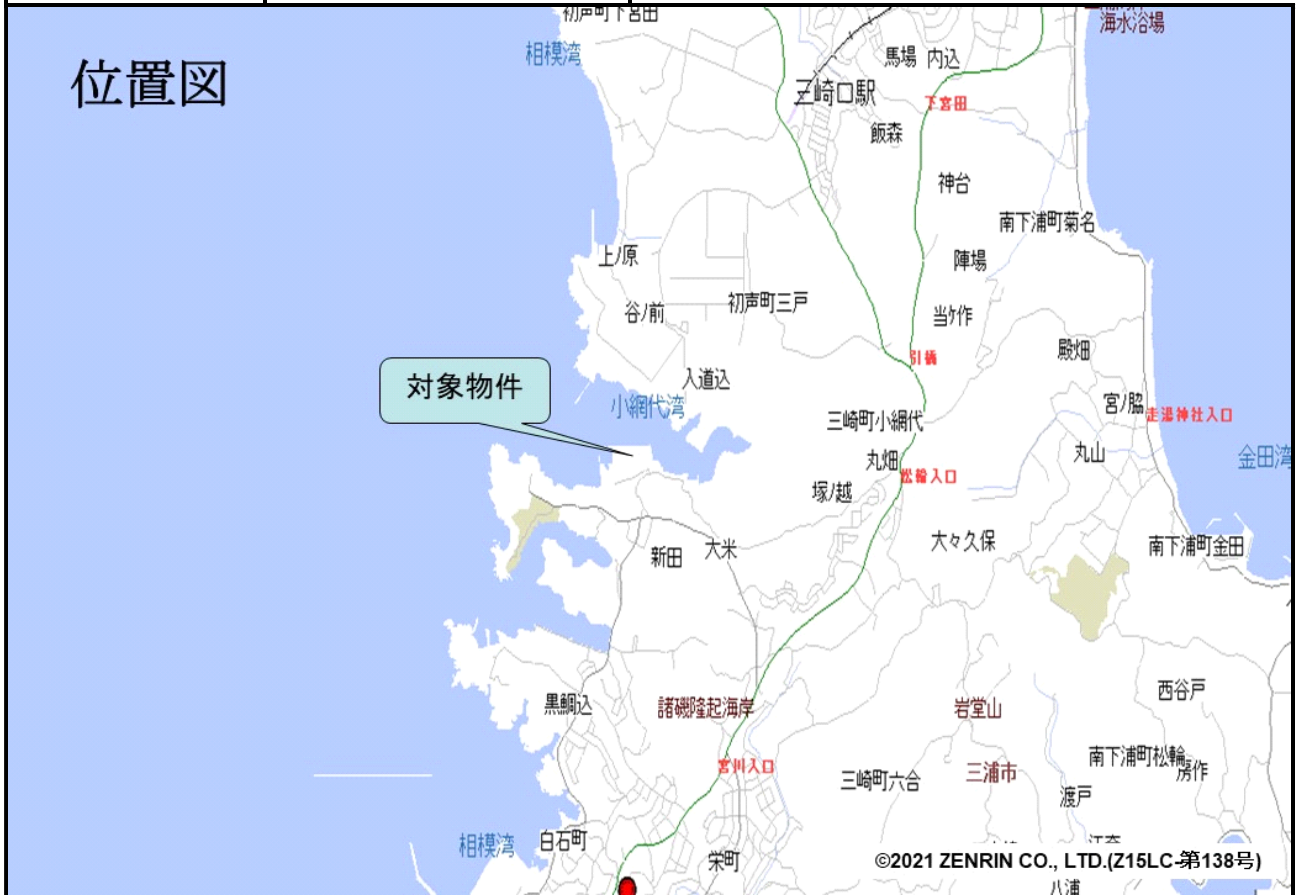 初声町下宮田
海水浴場
相模湾
位置図
馬場 内込
三崎口駅
下宮田
飯森
神台
南下浦町菊名
上ノ原
陣場
谷ノ前
初声町三戸
当ケ作
引橋
殿畑
対象物件
入道込
小網代湾
宮ノ脇
走湯神社入口
三崎町小網代
丸畑
丸山
金田湾
松輪入口
塚ノ越
大々久保
南下浦町金田
新田
大米
西谷戸
黒鯛込
諸磯隆起海岸
岩堂山
南下浦町松輪
宮川入口
三崎町六合
三浦市
房作
渡戸
白石町
相模湾
栄町
©2021 ZENRIN CO., LTD.(Z15LC-第138号)
八浦